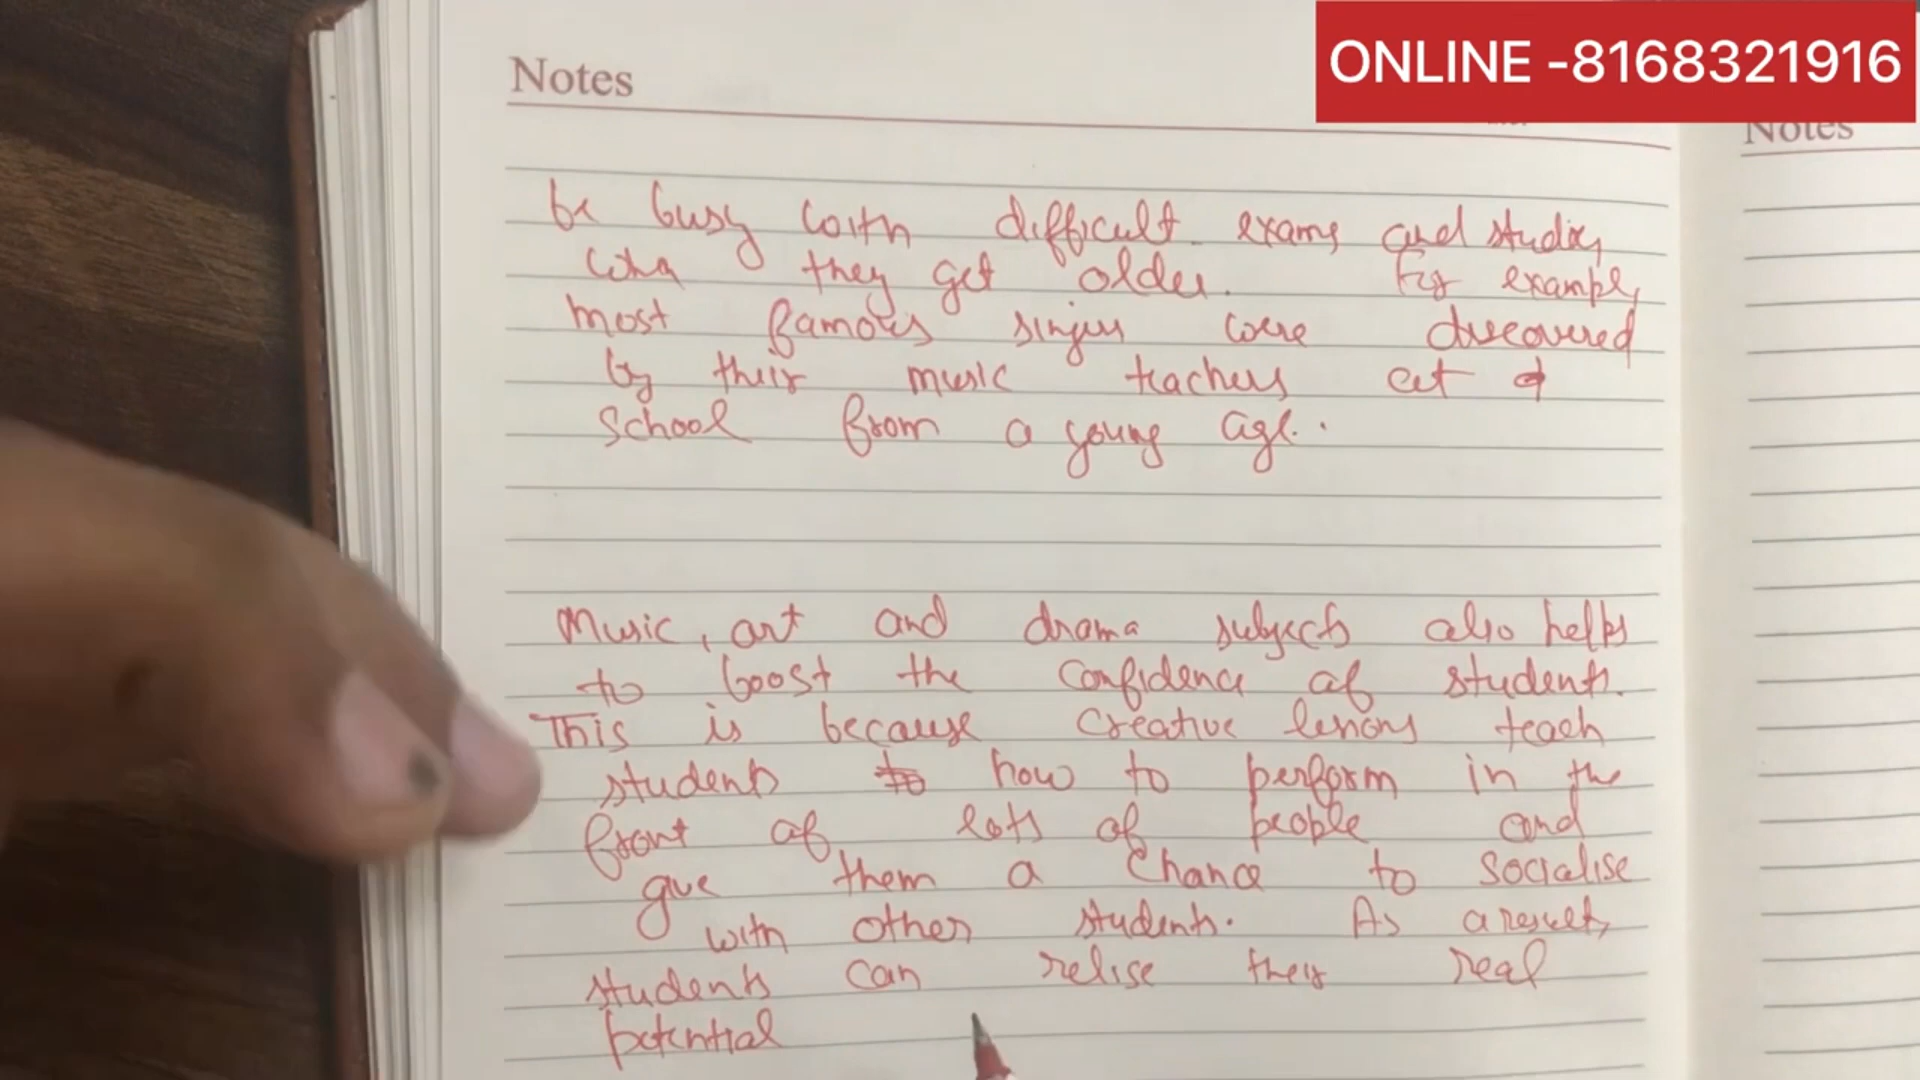 ONLINE -8168321916
Notes
Notes
be busy with difficult exams and studies
when they get older. For example,
most famous singers were discovered
by their music teachers at
school from a young age.
Music, art and drama subjects also helps
to boost the confidence of students.
This is because creative lessons teach
students to how to perform in the
front of lots of people and
give them a chance to socialise
with other students. As a result,
students can relise their real
potential